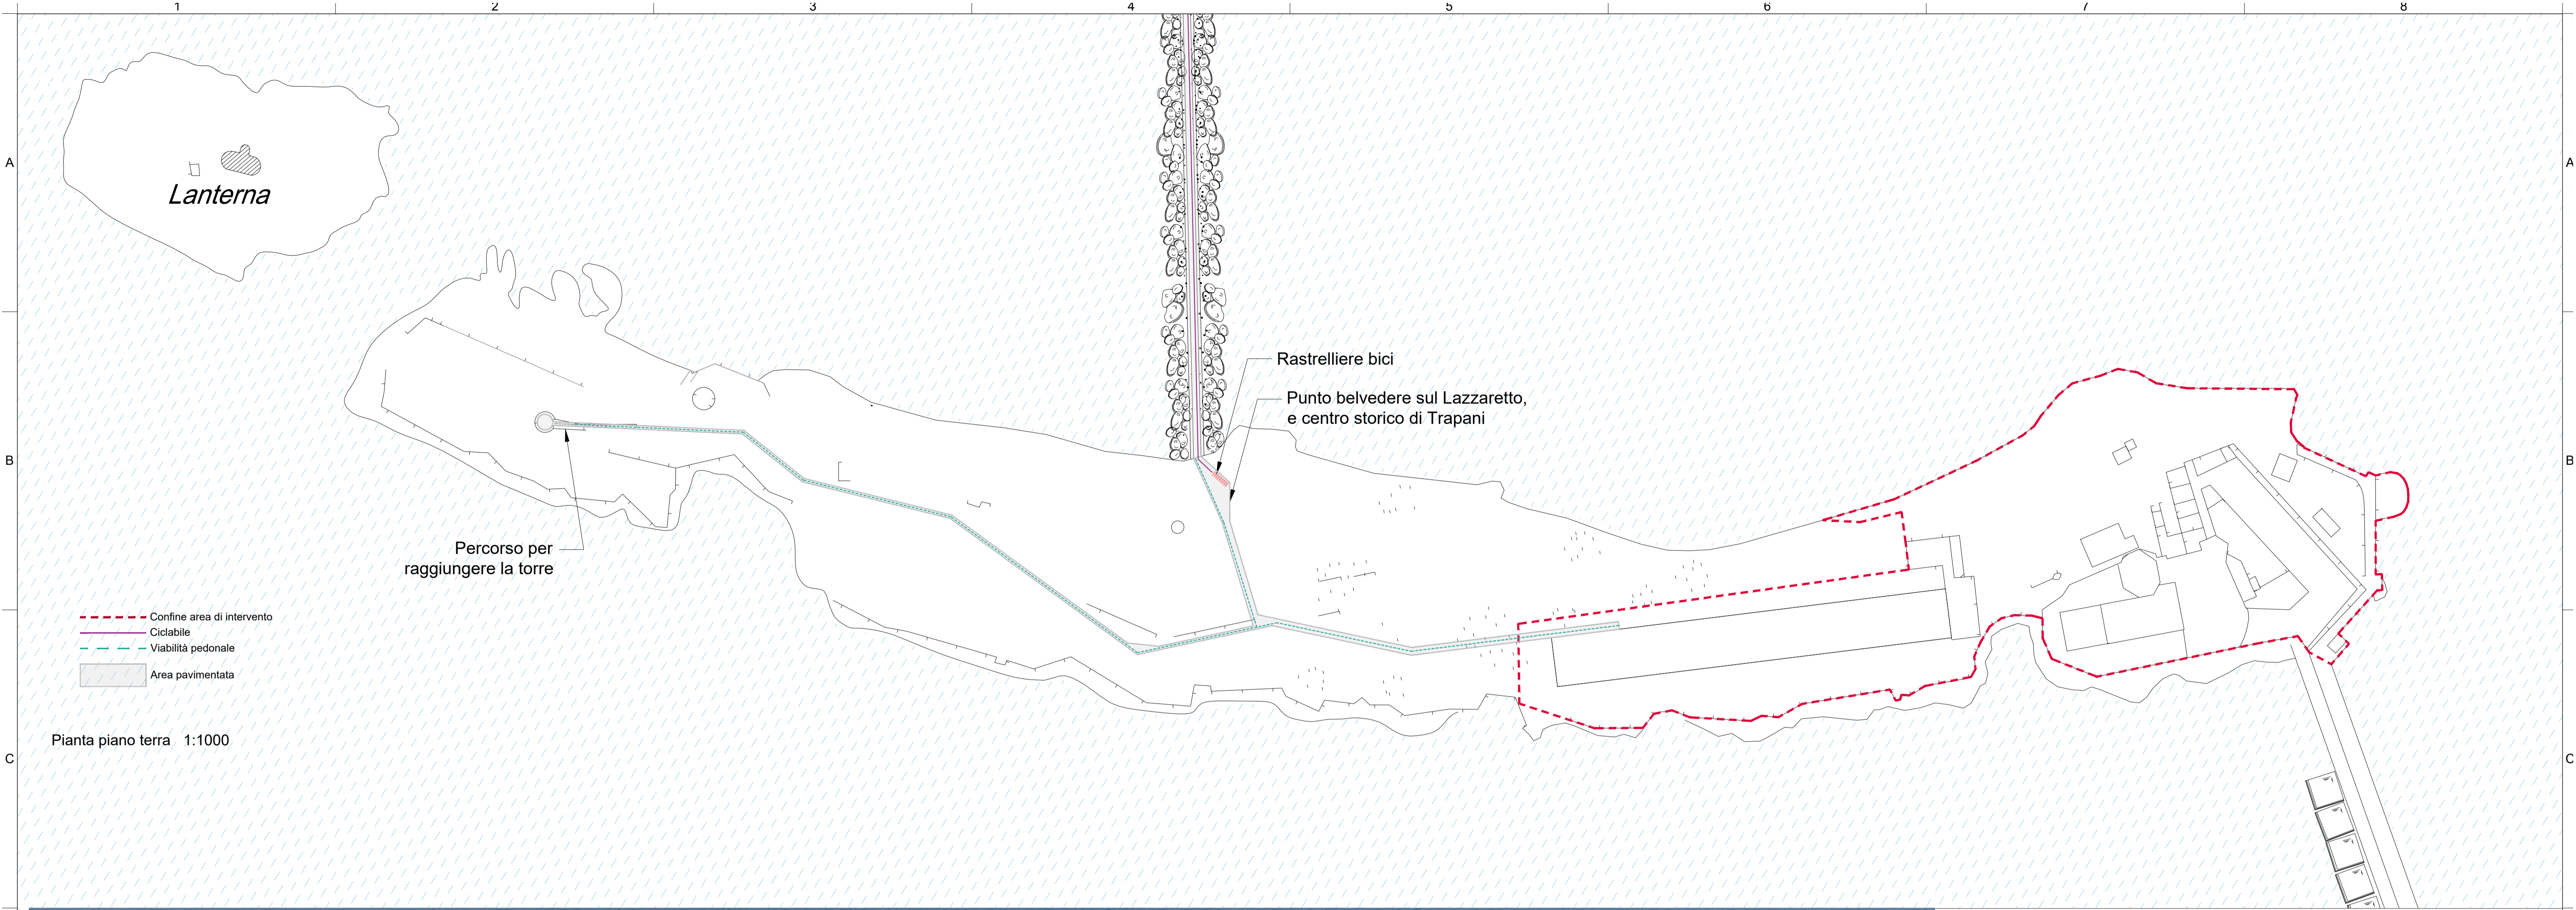 1 2 3 4 5 6 7 8
A A
Lanterna
Rastrelliere bici
Punto belvedere sul Lazzaretto,
e centro storico di Trapani
B B
Percorso per
raggiungere la torre
Confine area di intervento
Ciclabile
Viabilità pedonale
Area pavimentata
Pianta piano terra 1:1000
C C